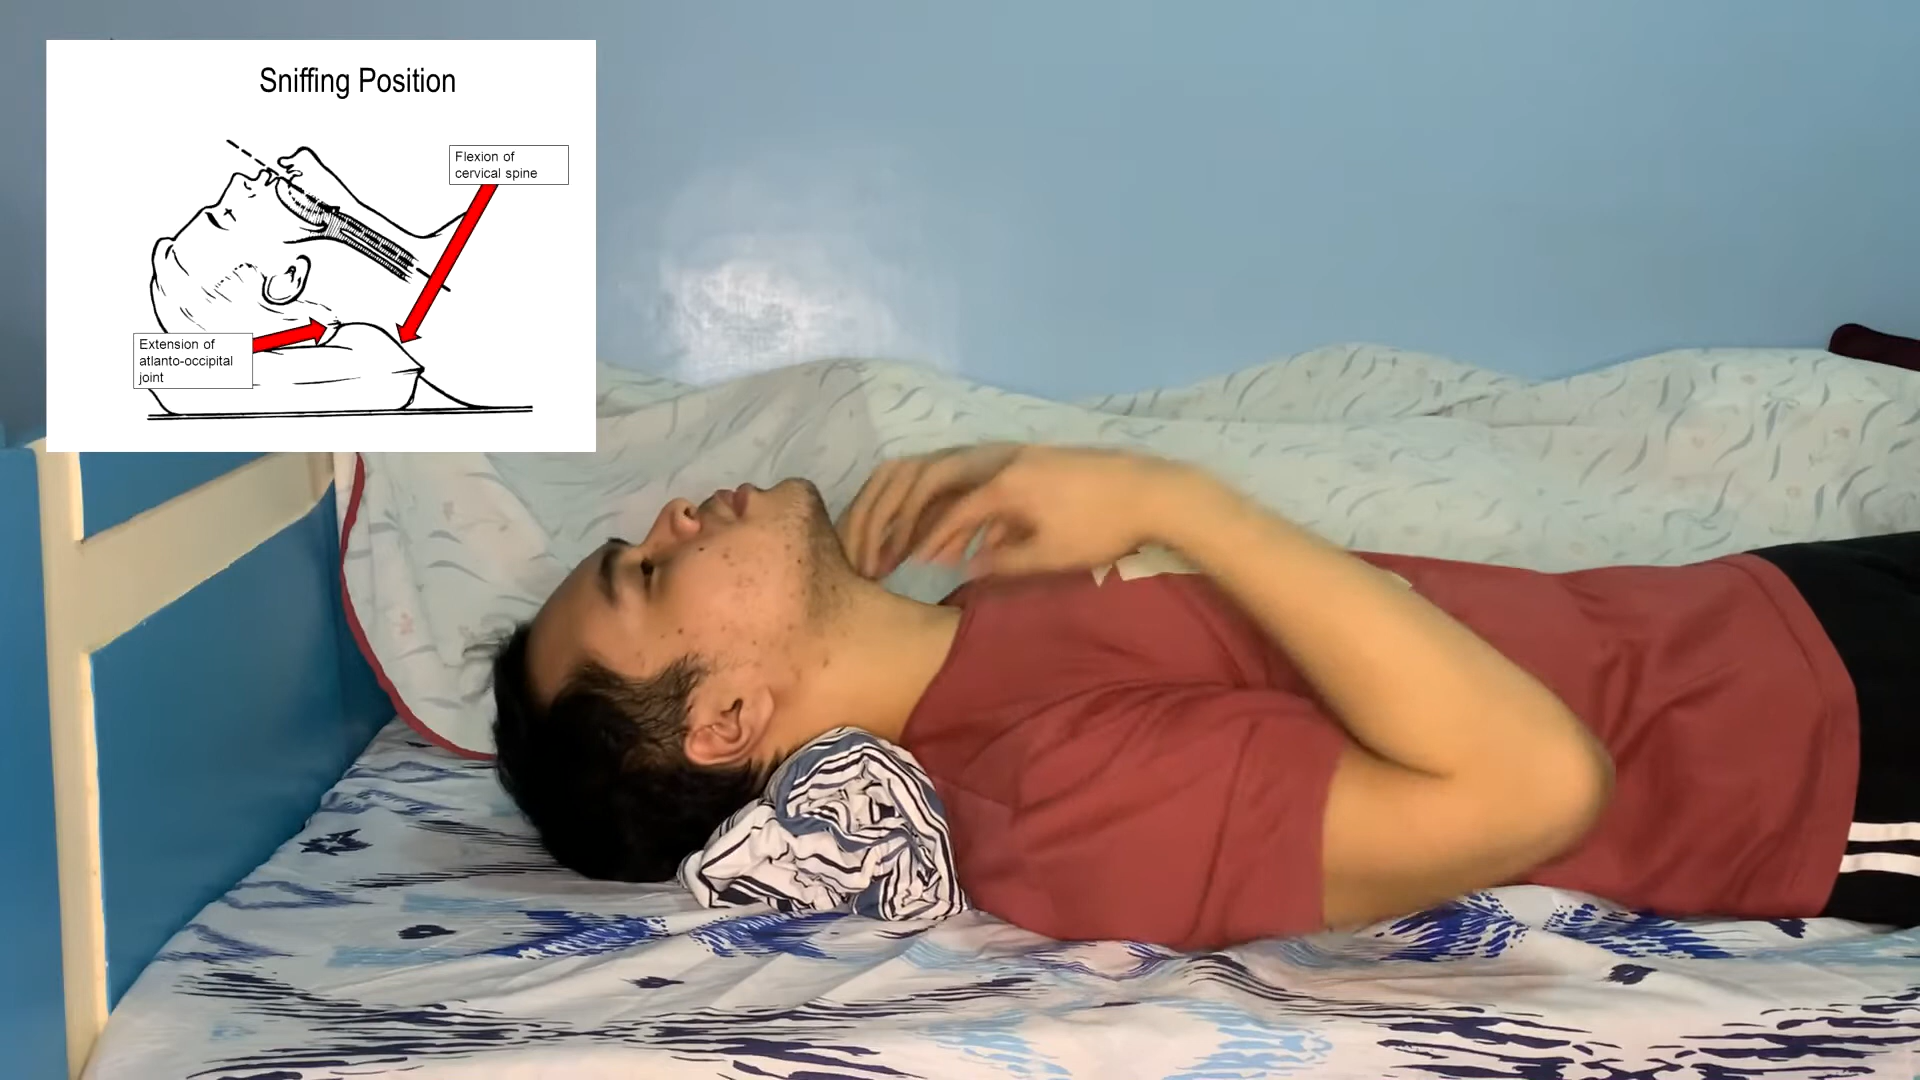 Sniffing Position
Flexion of
cervical spine
Extension of
atlanto-occipital
joint